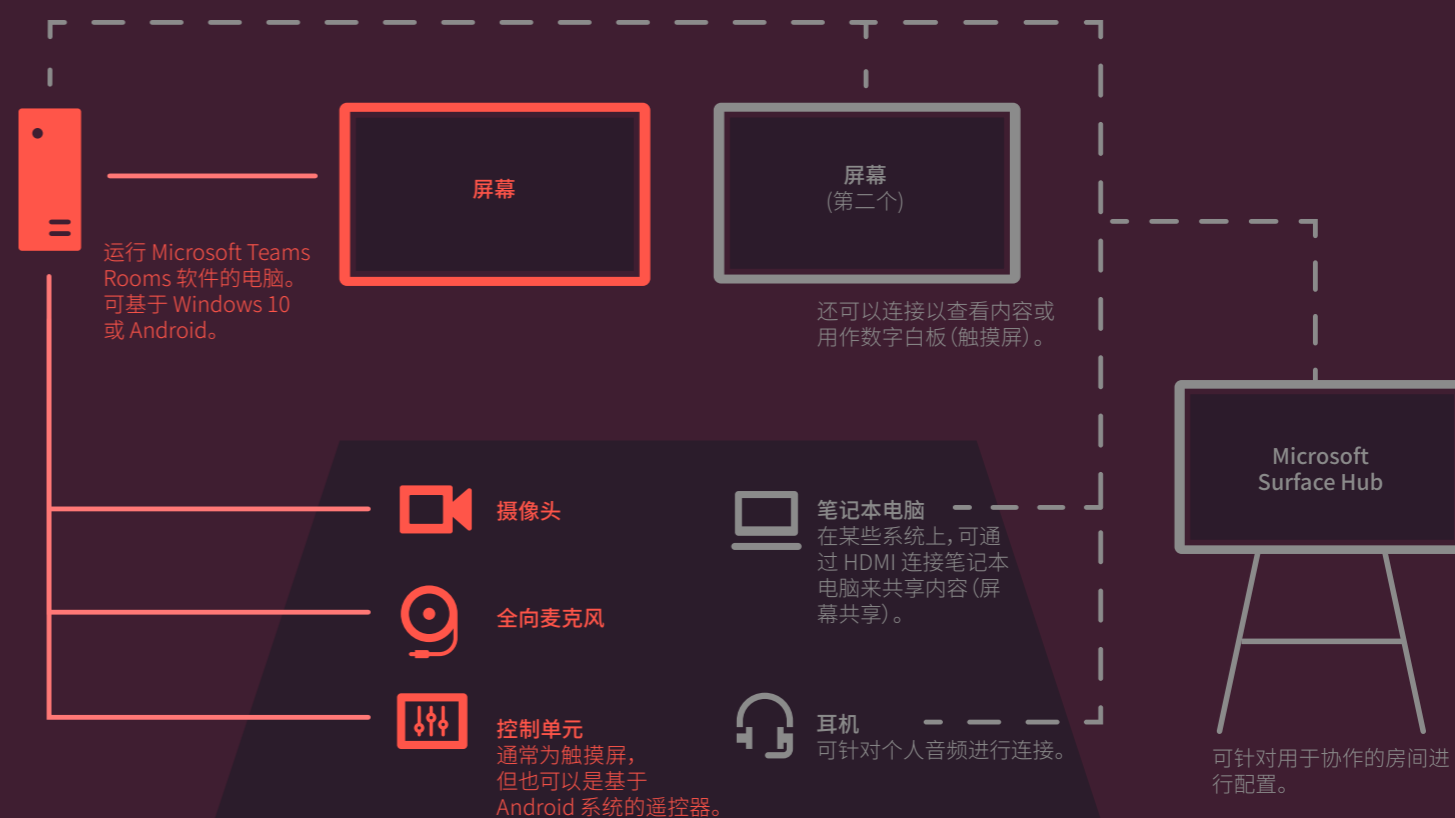 屏幕
屏幕
(第二个)
运行 Microsoft Teams
Rooms 软件的电脑。
可基于 Windows 10
或 Android。
还可以连接以查看内容或
用作数字白板(触摸屏)。
Microsoft
Surface Hub
摄像头
笔记本电脑
在某些系统上,可通
过 HDMI 连接笔记本
电脑来共享内容(屏
幕共享)。
全向麦克风
控制单元
通常为触摸屏,
但也可以是基于
Android 系统的遥控器。
耳机
可针对个人音频进行连接。
可针对用于协作的房间进
行配置。